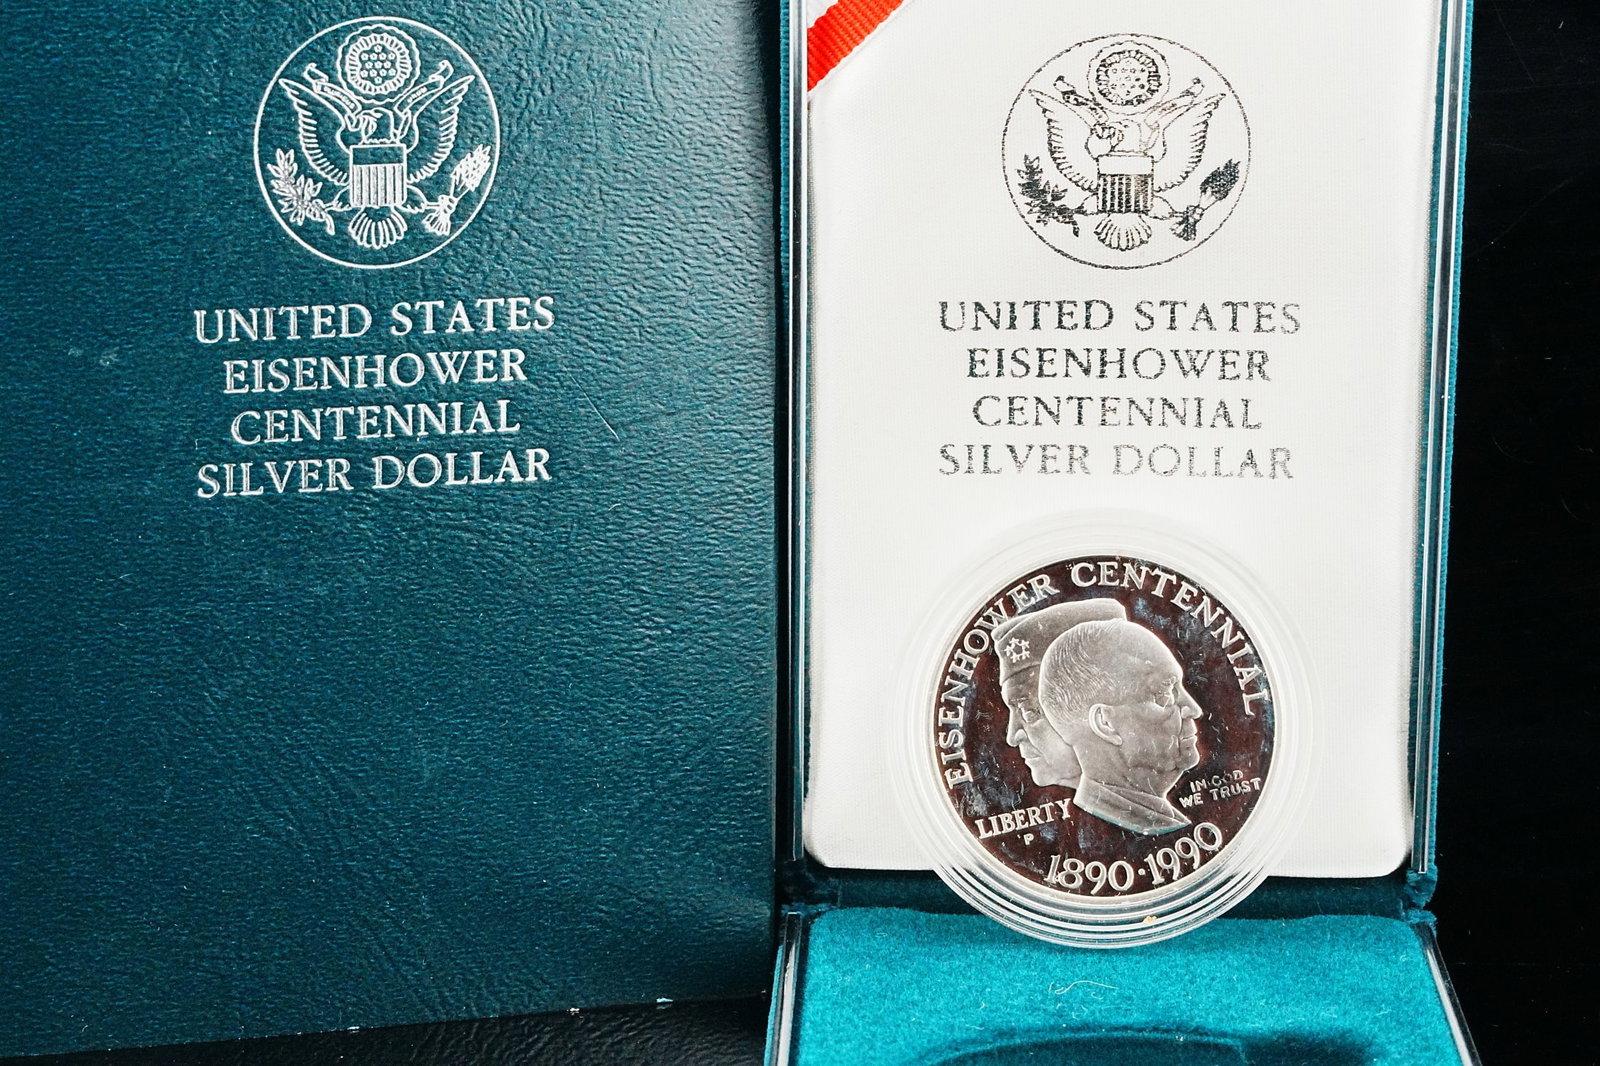 UNITED STATES
EISENHOWER
CENTENNIAL
SILVER DOLLAR
UNITED STATES
EISENHOWER
CENTENNIAL
SILVER DOLLAR
EISENHOWER CENTENNIAL
IN GOD
WE TRUST
LIBERTY
P
1890·1990